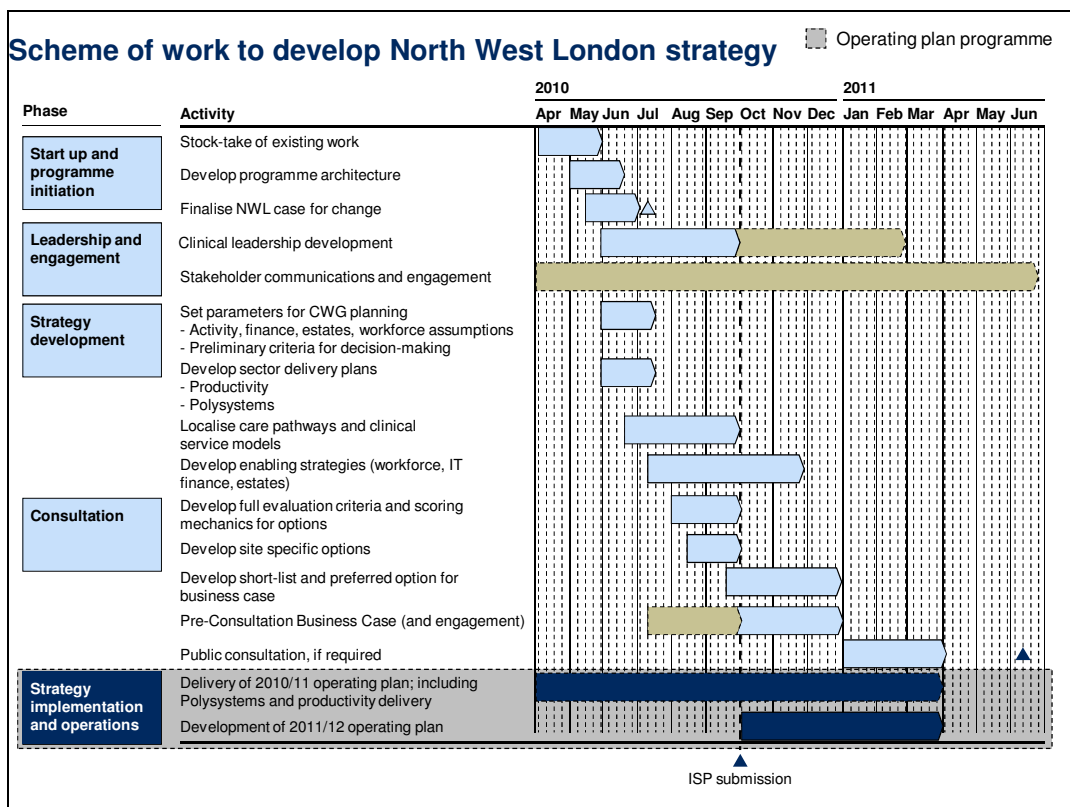 Scheme of work to develop North West London strategy
Operating plan programme
2010
2011
Phase
Activity
Apr May Jun Jul Aug Sep Oct Nov Dec Jan Feb Mar Apr May Jun
Start up and
programme
initiation
Stock-take of existing work
Develop programme architecture
Finalise NWL case for change
Leadership and
engagement
Clinical leadership development
Stakeholder communications and engagement
Strategy
development
Set parameters for CWG planning
- Activity, finance, estates, workforce assumptions
- Preliminary criteria for decision-making
Develop sector delivery plans
- Productivity
- Polysystems
Localise care pathways and clinical
service models
Develop enabling strategies (workforce, IT
finance, estates)
Consultation
Develop full evaluation criteria and scoring
mechanics for options
Develop site specific options
Develop short-list and preferred option for
business case
Pre-Consultation Business Case (and engagement)
Public consultation, if required
Strategy
implementation
and operations
Delivery of 2010/11 operating plan; including
Polysystems and productivity delivery
Development of 2011/12 operating plan
ISP submission